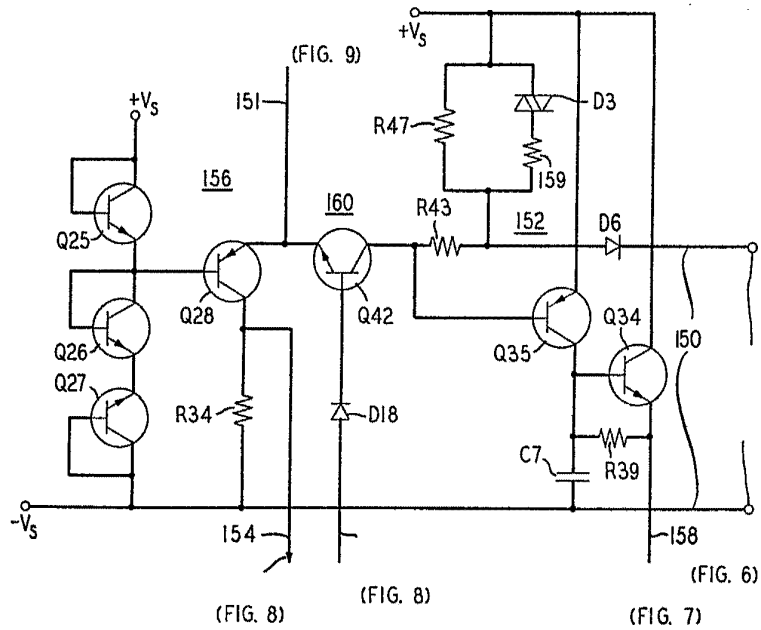 +Vs
(FIG. 9)
+Vs
151
D3
R47
156
159
160
R43
152
D6
Q25
Q28
Q42
Q34
Q26
Q35
150
Q27
R34
D18
C7
R39
-Vs
154
158
(FIG. 6)
(FIG. 8)
(FIG. 8)
(FIG. 7)